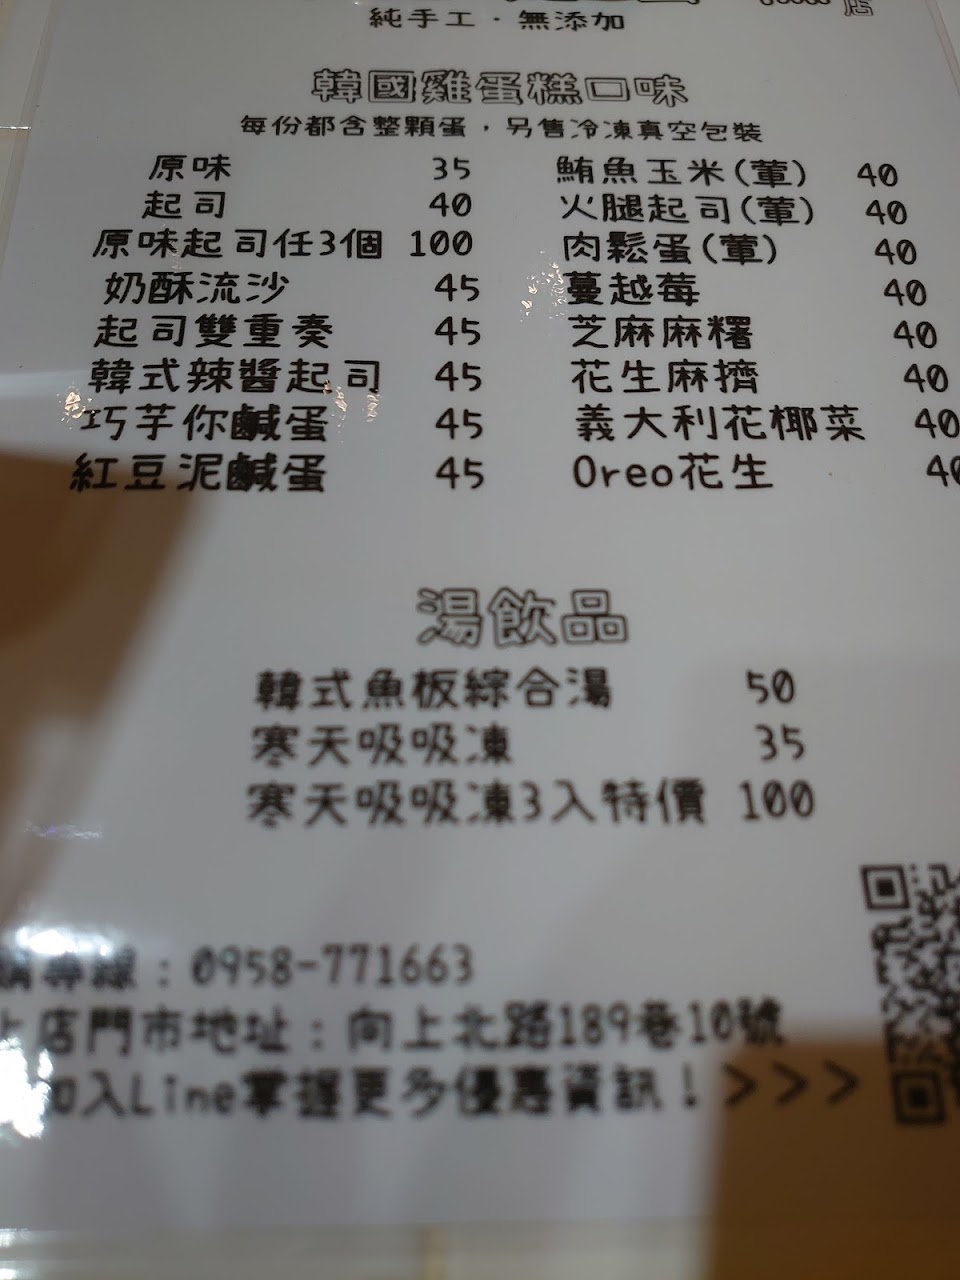 純手工·無添加
韓國雞蛋糕口味
每份都含整顆蛋,另售冷凍真空包裝
原味 35
起司 40
原味起司任3個 100
奶酥流沙 45
起司雙重奏 45
韓式辣醬起司 45
巧芋你鹹蛋 45
紅豆泥鹹蛋 45
鮪魚玉米(葷) 40
火腿起司(葷) 40
肉鬆蛋(葷) 40
蔓越莓 40
芝麻麻糬 40
花生麻擠 40
義大利花椰菜 40
Oreo花生 40
湯飲品
韓式魚板綜合湯 50
寒天吸吸凍 35
寒天吸吸凍3入特價 100
專線:0958-771663
上店門市地址:向上北路189巷10號
加入Line掌握更多優惠資訊!>>>